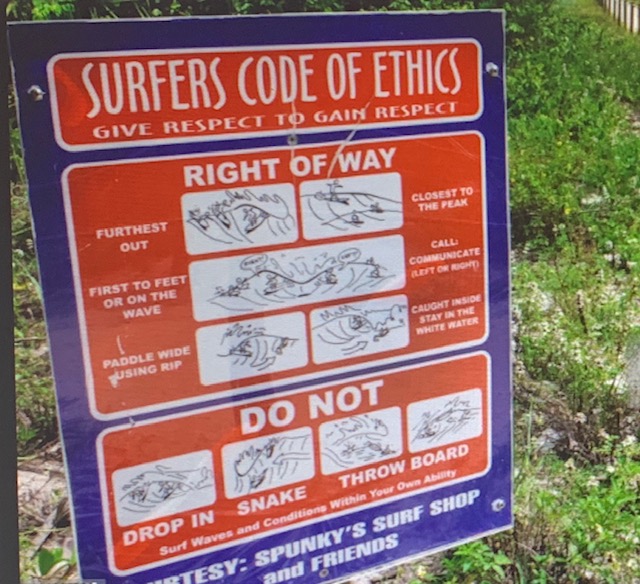 SURFERS CODE OF ETHICS
GIVE RESPECT TO GAIN RESPECT
RIGHT OF WAY
FURTHEST
OUT
CLOSEST TO
THE PEAK
FIRST TO FEET
OR ON THE
WAVE
CALL:
COMMUNICATE
(LEFT OR RIGHT)
PADDLE WIDE
USING RIP
CAUGHT INSIDE
STAY IN THE
WHITE WATER
DO NOT
DROP IN
SNAKE
THROW BOARD
Surf Waves and Conditions Within Your Own Ability
RTESY: SPUNKY'S SURF SHOP
and FRIENDS